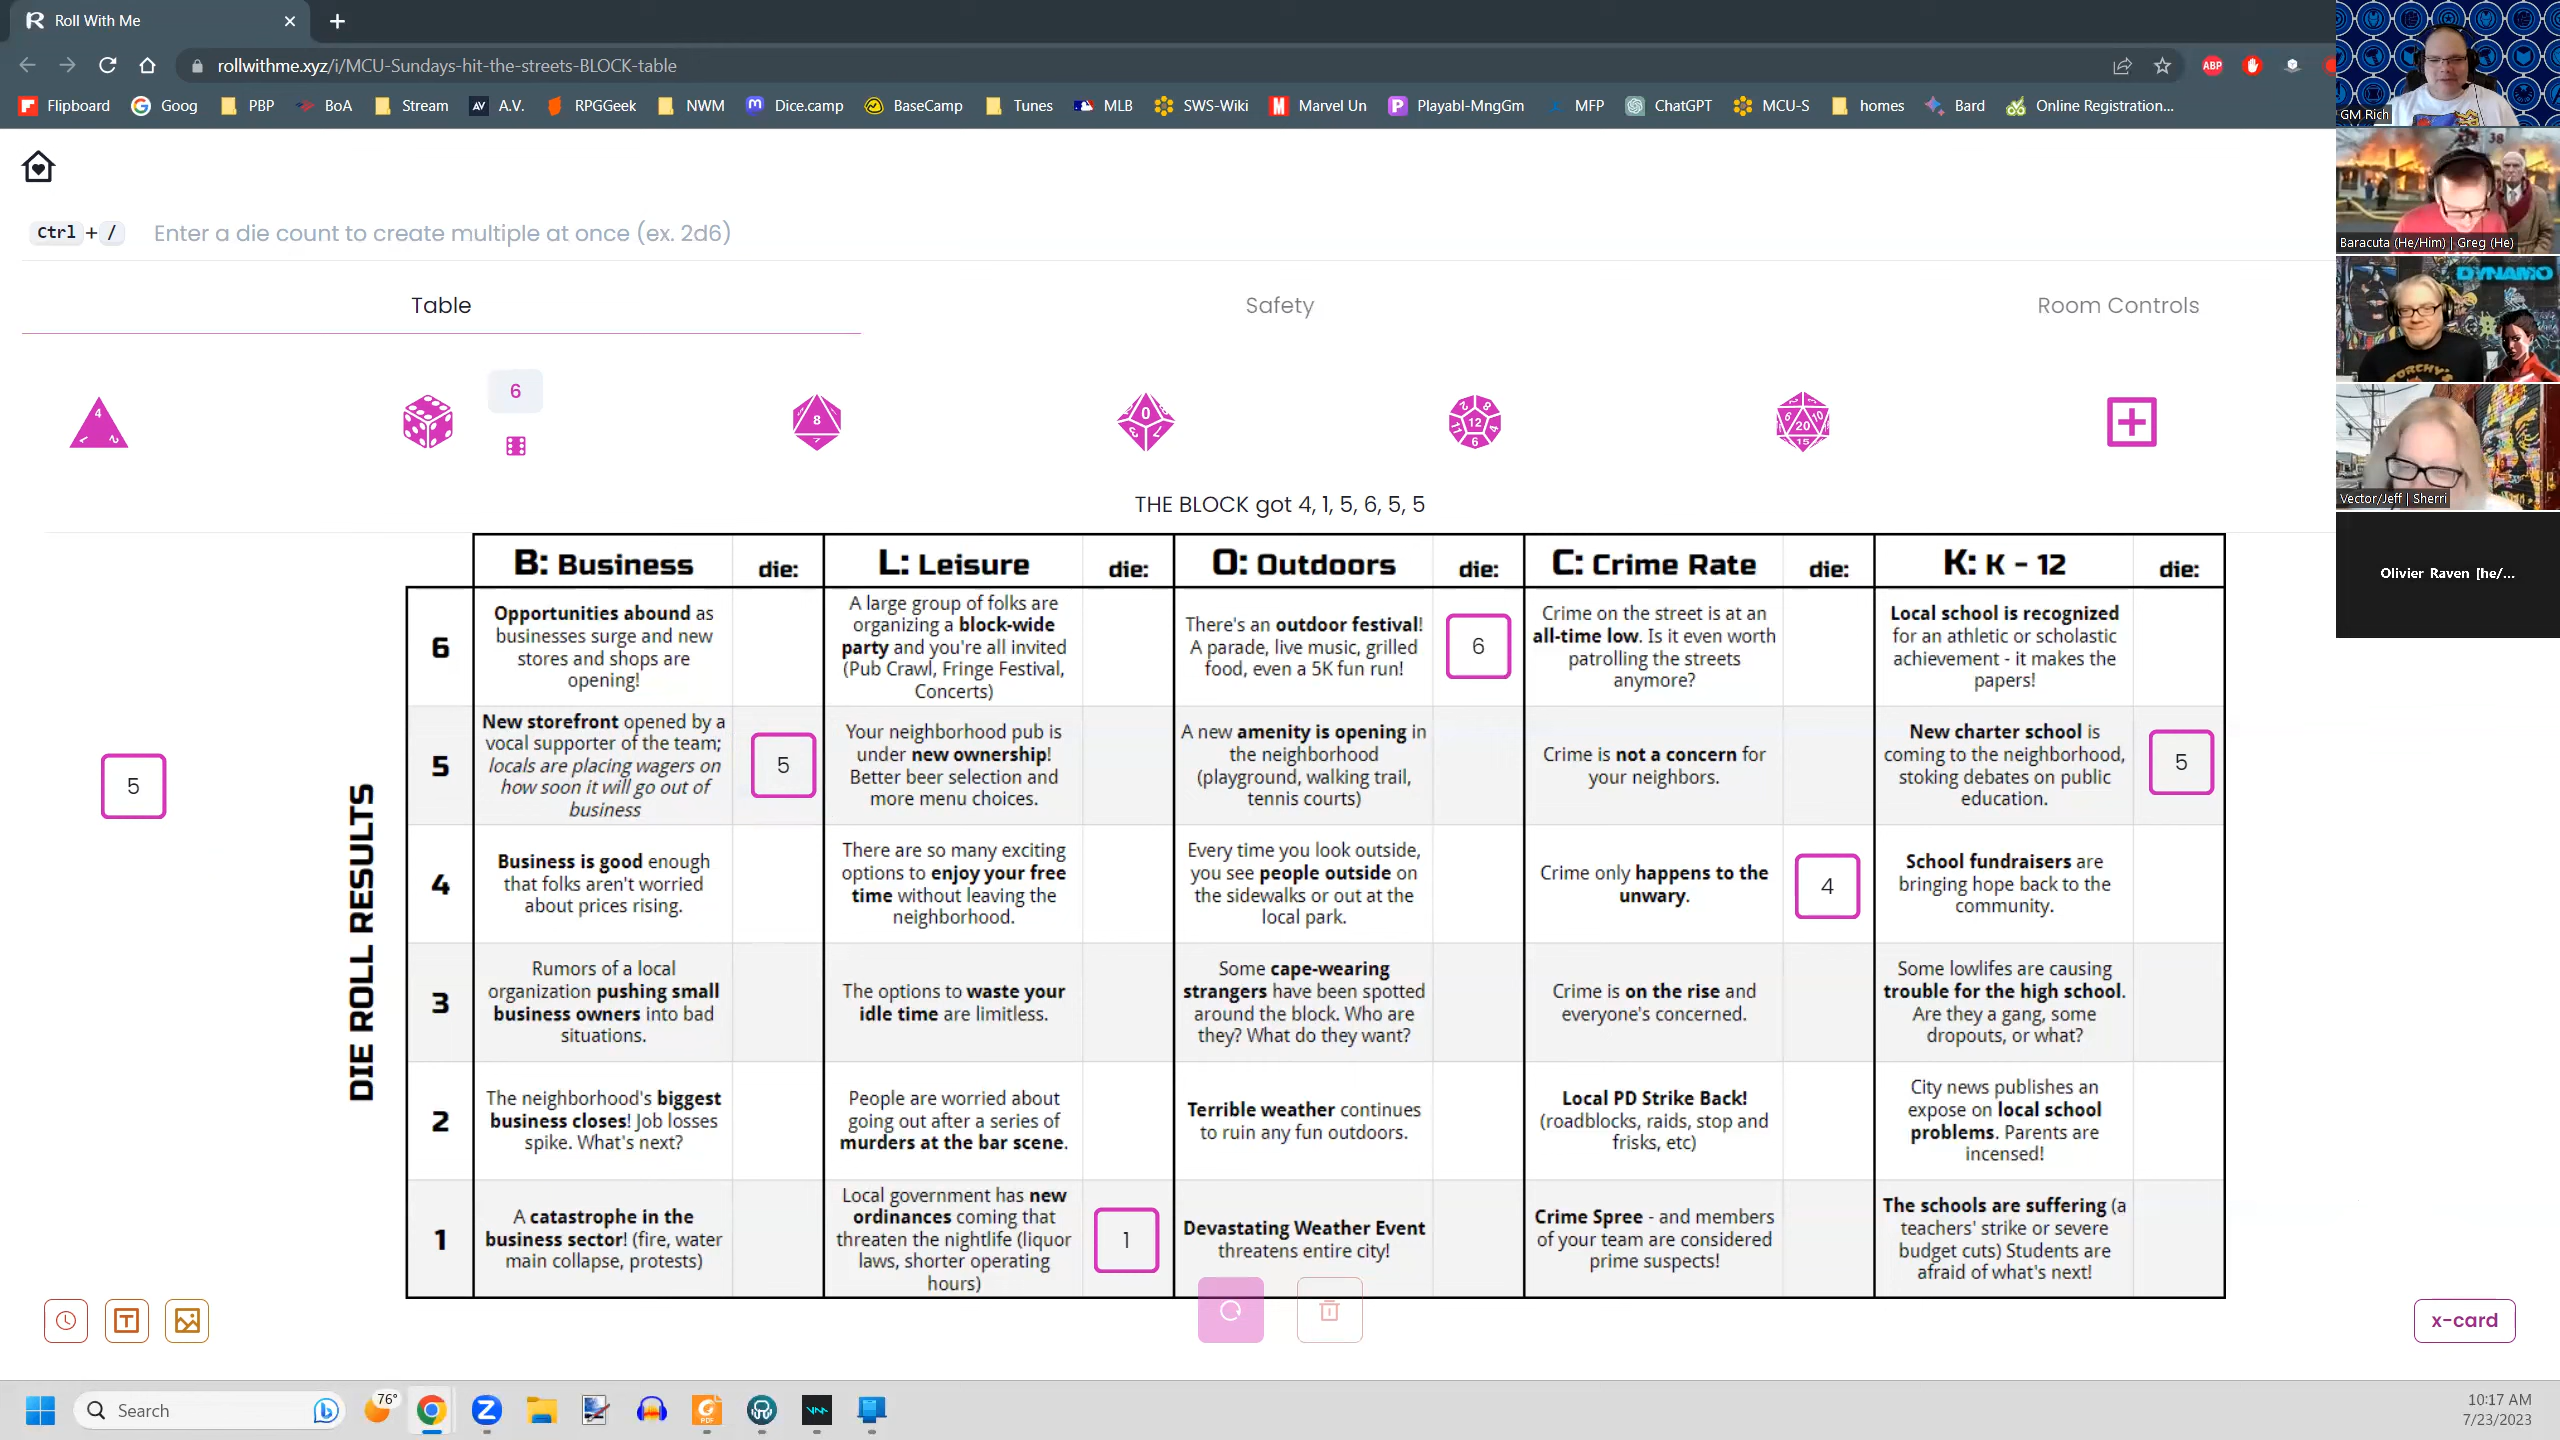 Roll With Me
rollwithme.xyz/i/MCU-Sundays-hit-the-streets-BLOCK-table
ABP
Flipboard Goog PBP BoA Stream AV A.V. RPGGeek NWM Dice.camp BaseCamp Tunes MLB SWS-Wiki Marvel Un Playabl-MngGm MFP ChatGPT MCU-S homes Bard Online Registration...
GM Rich
38
Baracuta (He/Him) | Greg (He)
DYNAMO
TORCHY'S
Vector/Jeff | Sherri
Olivier Raven [he/...
Ctrl + / Enter a die count to create multiple at once (ex. 2d6)
Table Safety Room Controls
6
THE BLOCK got 4, 1, 5, 6, 5, 5
B: Business die: L: Leisure die: O: Outdoors die: C: Crime Rate die: K: K - 12 die:
DIE ROLL RESULTS
5
6
Opportunities abound as
businesses surge and new
stores and shops are
opening!
A large group of folks are
organizing a block-wide
party and you're all invited
(Pub Crawl, Fringe Festival,
Concerts)
There's an outdoor festival!
A parade, live music, grilled
food, even a 5K fun run!
6
Crime on the street is at an
all-time low. Is it even worth
patrolling the streets
anymore?
Local school is recognized
for an athletic or scholastic
achievement - it makes the
papers!
5
New storefront opened by a
vocal supporter of the team;
locals are placing wagers on
how soon it will go out of
business
5
Your neighborhood pub is
under new ownership!
Better beer selection and
more menu choices.
A new amenity is opening in
the neighborhood
(playground, walking trail,
tennis courts)
Crime is not a concern for
your neighbors.
New charter school is
coming to the neighborhood,
stoking debates on public
education.
5
4
Business is good enough
that folks aren't worried
about prices rising.
There are so many exciting
options to enjoy your free
time without leaving the
neighborhood.
Every time you look outside,
you see people outside on
the sidewalks or out at the
local park.
Crime only happens to the
unwary.
4
School fundraisers are
bringing hope back to the
community.
3
Rumors of a local
organization pushing small
business owners into bad
situations.
The options to waste your
idle time are limitless.
Some cape-wearing
strangers have been spotted
around the block. Who are
they? What do they want?
Crime is on the rise and
everyone's concerned.
Some lowlifes are causing
trouble for the high school.
Are they a gang, some
dropouts, or what?
2
The neighborhood's biggest
business closes! Job losses
spike. What's next?
People are worried about
going out after a series of
murders at the bar scene.
Terrible weather continues
to ruin any fun outdoors.
Local PD Strike Back!
(roadblocks, raids, stop and
frisks, etc)
City news publishes an
expose on local school
problems. Parents are
incensed!
1
A catastrophe in the
business sector! (fire, water
main collapse, protests)
Local government has new
ordinances coming that
threaten the nightlife (liquor
laws, shorter operating
hours)
1
Devastating Weather Event
threatens entire city!
Crime Spree - and members
of your team are considered
prime suspects!
The schools are suffering (a
teachers' strike or severe
budget cuts) Students are
afraid of what's next!
x-card
Search
76°
10:17 AM
7/23/2023